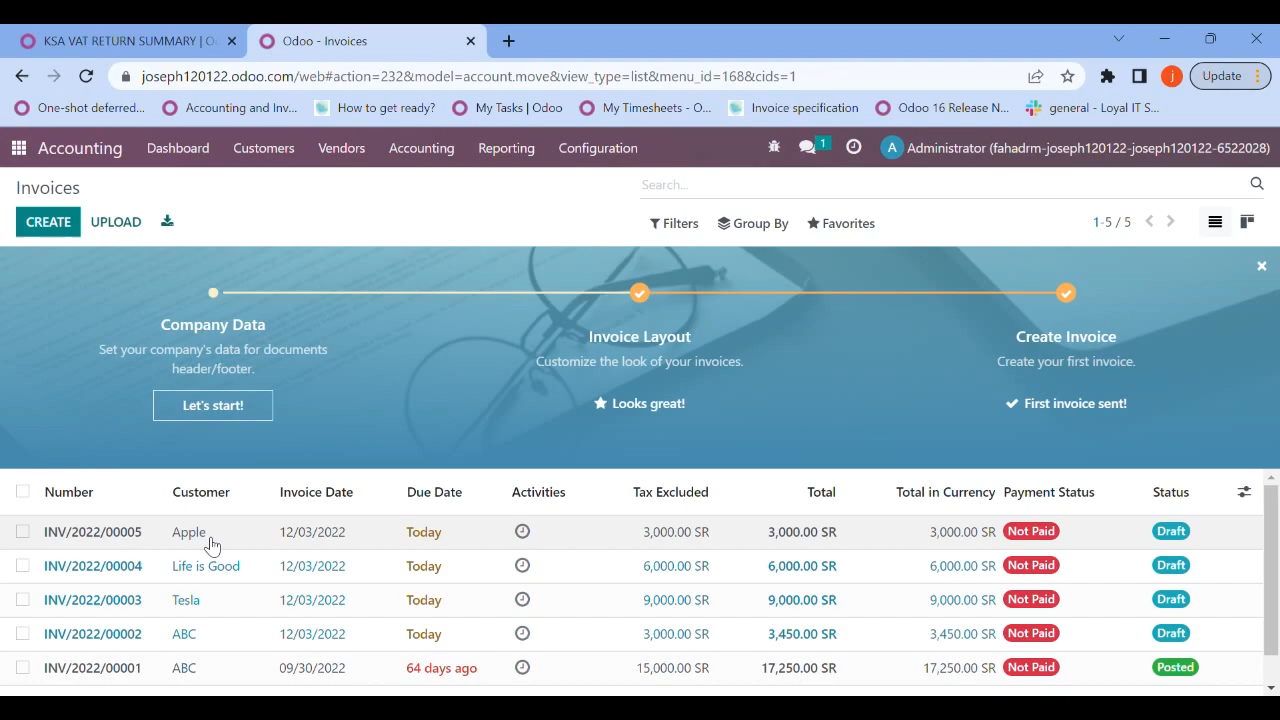 KSA VAT RETURN SUMMARY | O
Odoo - Invoices
joseph120122.odoo.com/web#action=232&model=account.move&view_type=list&menu_id=168&cids=1
j
Update
One-shot deferred...
Accounting and Inv...
How to get ready?
My Tasks | Odoo
My Timesheets - O...
Invoice specification
Odoo 16 Release N...
general - Loyal IT S...
Accounting Dashboard Customers Vendors Accounting Reporting Configuration
1
A Administrator (fahadrm-joseph120122-joseph120122-6522028)
Invoices
Search...
CREATE UPLOAD
Filters Group By Favorites
1-5 / 5
Company Data
Set your company's data for documents
header/footer.
Let's start!
Invoice Layout
Customize the look of your invoices.
Looks great!
Create Invoice
Create your first invoice.
First invoice sent!
Number Customer Invoice Date Due Date Activities Tax Excluded Total Total in Currency Payment Status Status
INV/2022/00005 Apple 12/03/2022 Today 3,000.00 SR 3,000.00 SR 3,000.00 SR Not Paid Draft
INV/2022/00004 Life is Good 12/03/2022 Today 6,000.00 SR 6,000.00 SR 6,000.00 SR Not Paid Draft
INV/2022/00003 Tesla 12/03/2022 Today 9,000.00 SR 9,000.00 SR 9,000.00 SR Not Paid Draft
INV/2022/00002 ABC 12/03/2022 Today 3,000.00 SR 3,450.00 SR 3,450.00 SR Not Paid Draft
INV/2022/00001 ABC 09/30/2022 64 days ago 15,000.00 SR 17,250.00 SR 17,250.00 SR Not Paid Posted